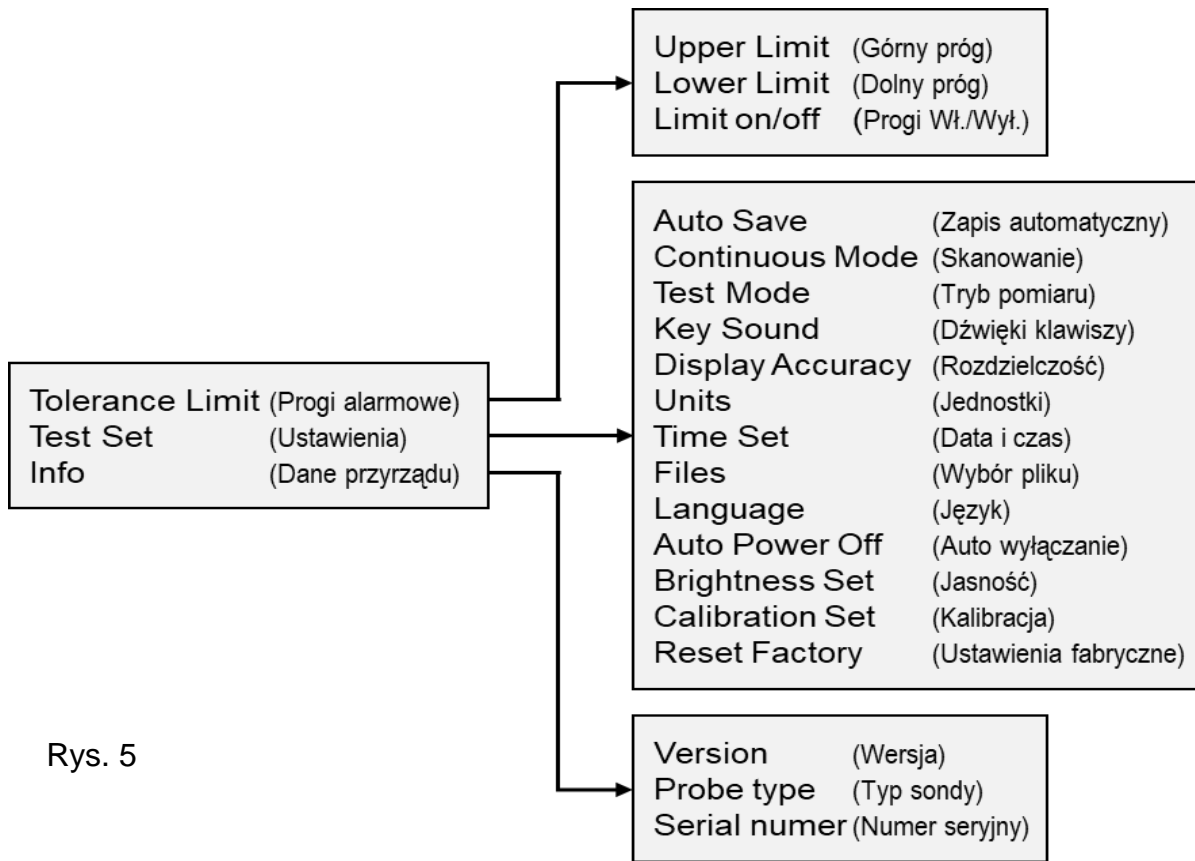 Upper Limit (Górny próg)
Lower Limit (Dolny próg)
Limit on/off (Progi Wł./Wył.)
Auto Save (Zapis automatyczny)
Continuous Mode (Skanowanie)
Test Mode (Tryb pomiaru)
Key Sound (Dźwięki klawiszy)
Display Accuracy (Rozdzielczość)
Units (Jednostki)
Time Set (Data i czas)
Files (Wybór pliku)
Language (Język)
Auto Power Off (Auto wyłączanie)
Brightness Set (Jasność)
Calibration Set (Kalibracja)
Reset Factory (Ustawienia fabryczne)
Tolerance Limit (Progi alarmowe)
Test Set (Ustawienia)
Info (Dane przyrządu)
Version (Wersja)
Probe type (Typ sondy)
Serial numer (Numer seryjny)
Rys. 5